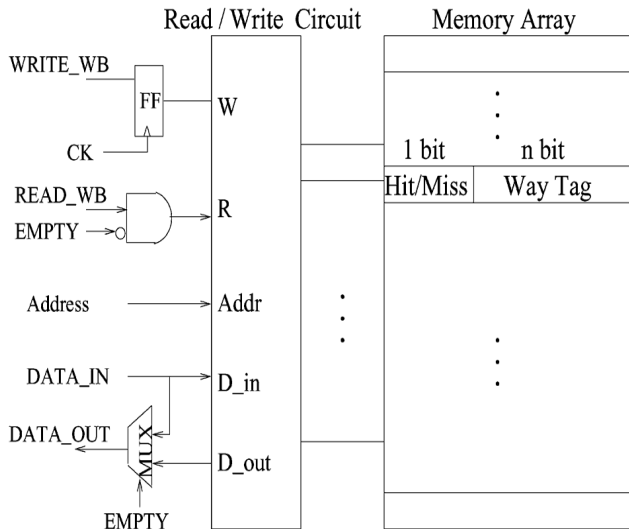 Read / Write Circuit
Memory Array
WRITE_WB
FF
W
CK
1 bit
n bit
READ_WB
R
Hit/Miss
Way Tag
EMPTY
Address
Addr
DATA_IN
D_in
DATA_OUT
MUX
D_out
EMPTY